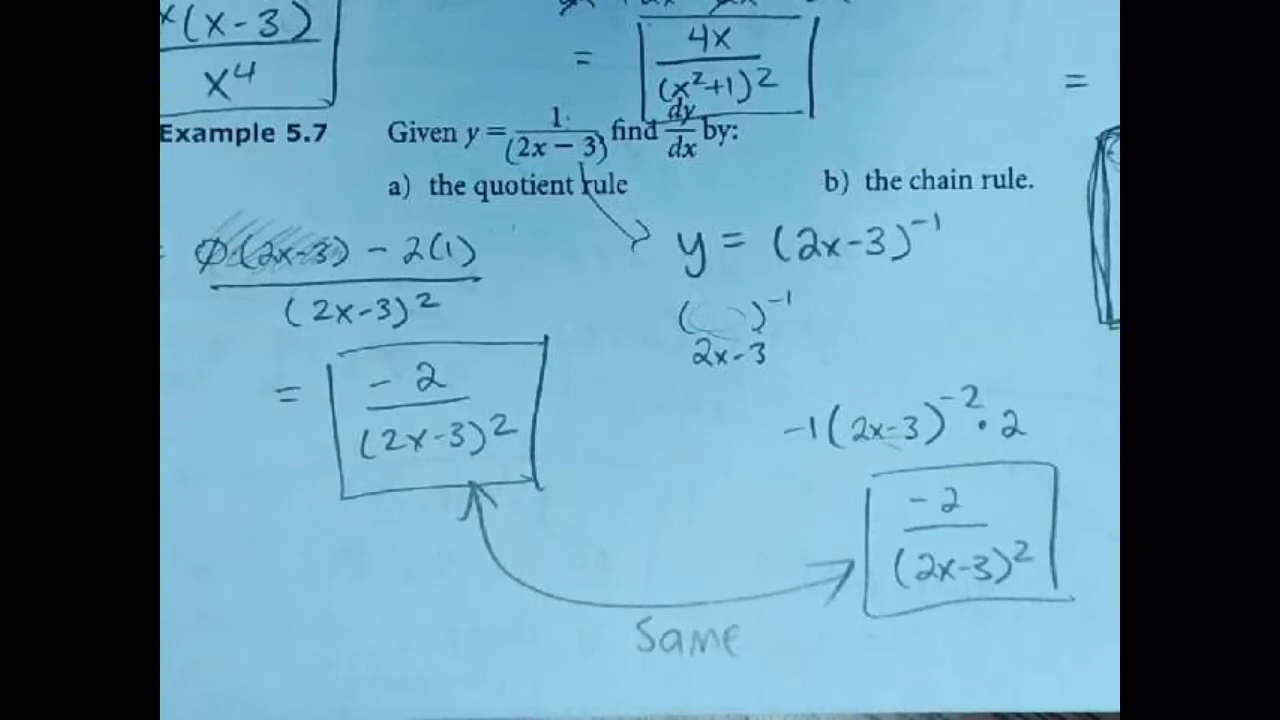 x(x-3)
x⁴
= 4x
(x²+1)²
=
Example 5.7 Given y = 1/(2x − 3) find dy/dx by:
a) the quotient rule b) the chain rule.
0·(2x-3) - 2(1)
(2x-3)²
y = (2x-3)⁻¹
( )⁻¹
2x-3
= -2
(2x-3)²
-1(2x-3)⁻²·2
-2
(2x-3)²
Same